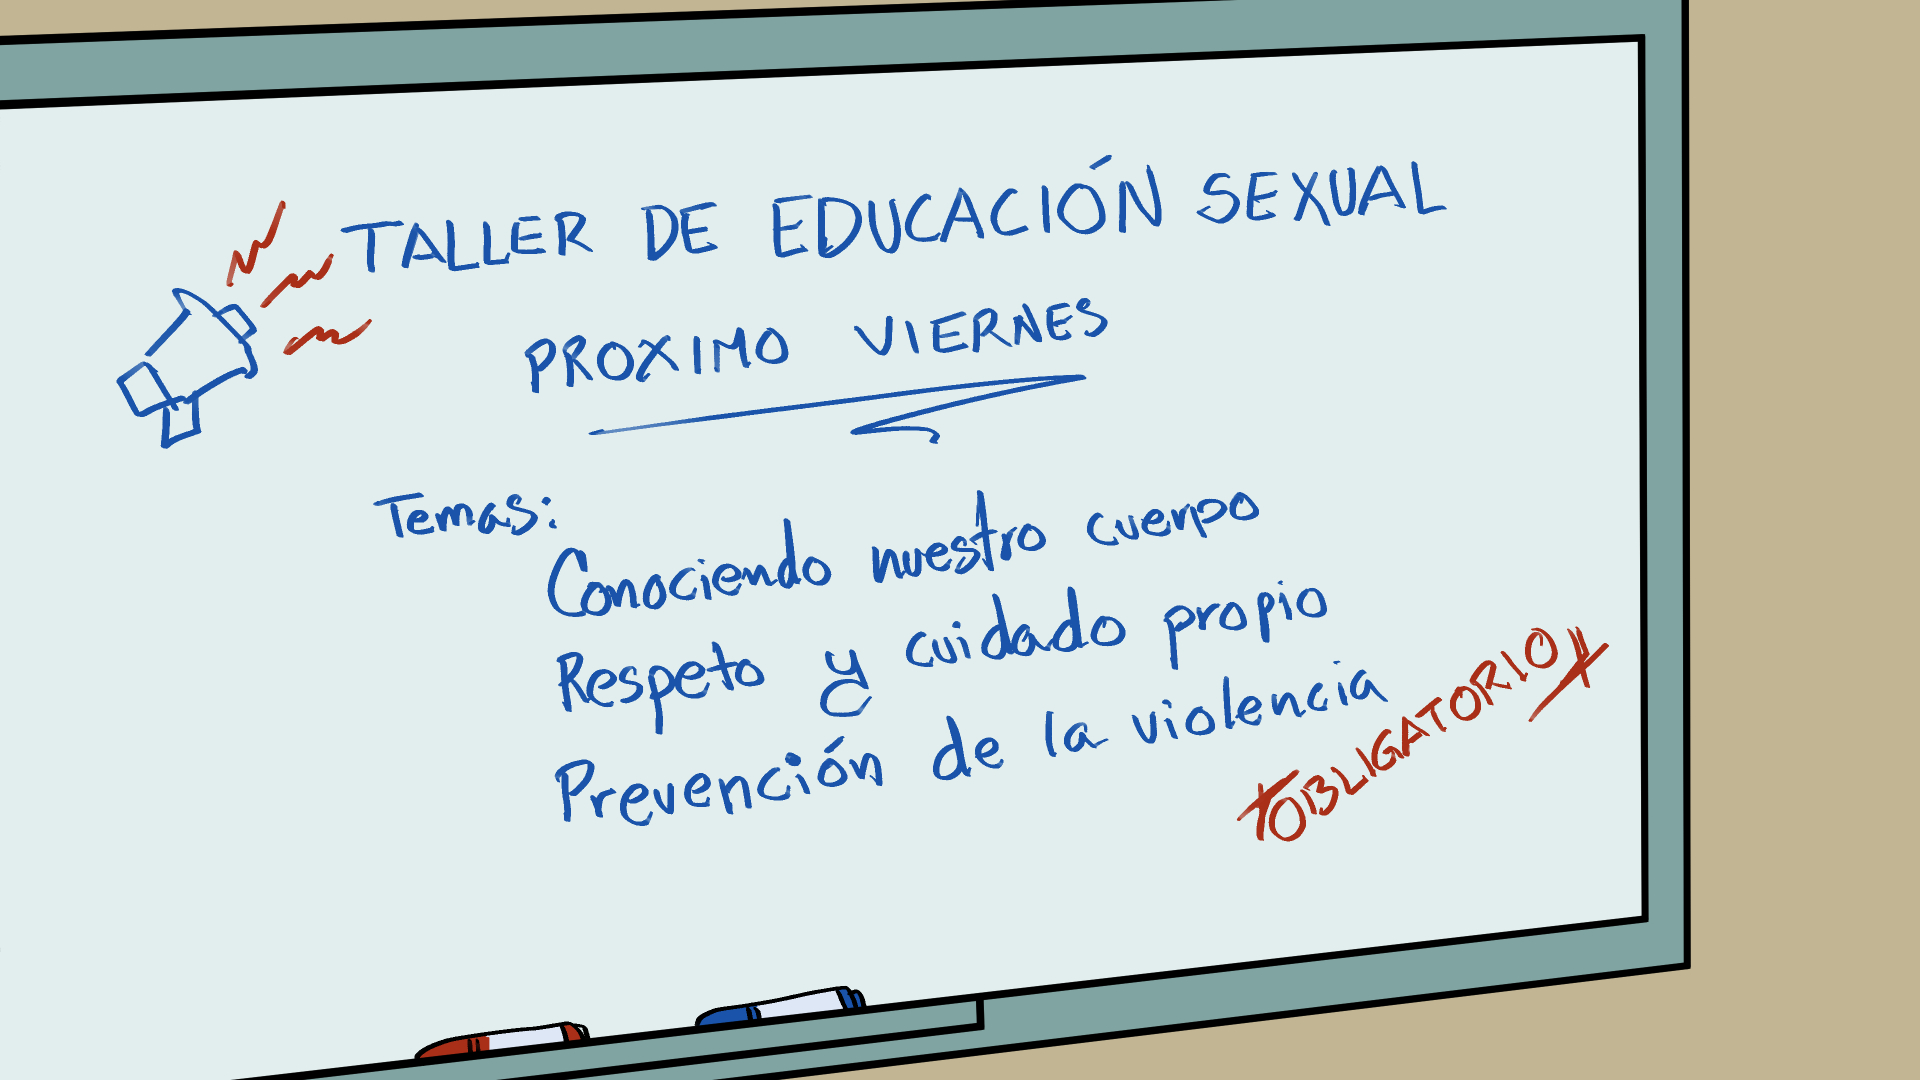 TALLER DE EDUCACIÓN SEXUAL
PROXIMO VIERNES
Temas:
Conociendo nuestro cuerpo
Respeto y cuidado propio
Prevención de la violencia
OBLIGATORIO